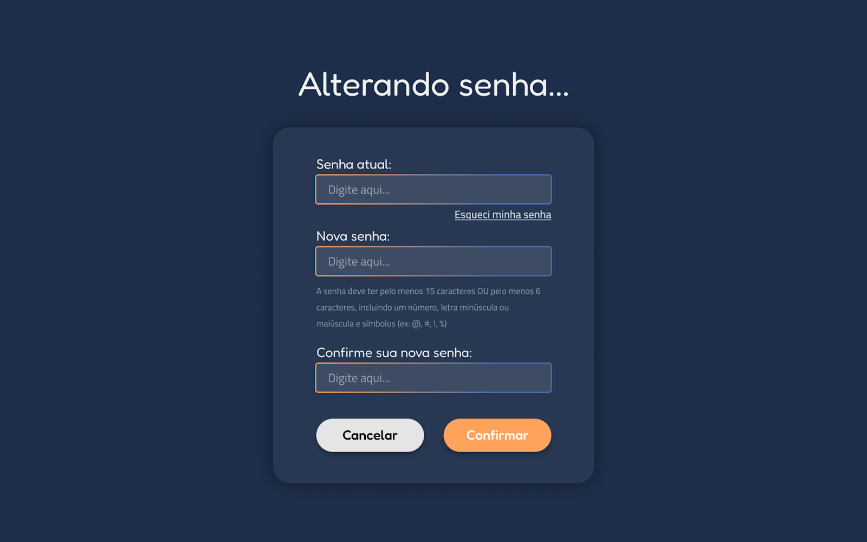 Alterando senha...
Senha atual:
Digite aqui...
Esqueci minha senha
Nova senha:
Digite aqui...
A senha deve ter pelo menos 15 caracteres OU pelo menos 6
caracteres, incluindo um número, letra minúscula ou
maiúscula e símbolos (ex: @, #, !, %)
Confirme sua nova senha:
Digite aqui...
Cancelar
Confirmar